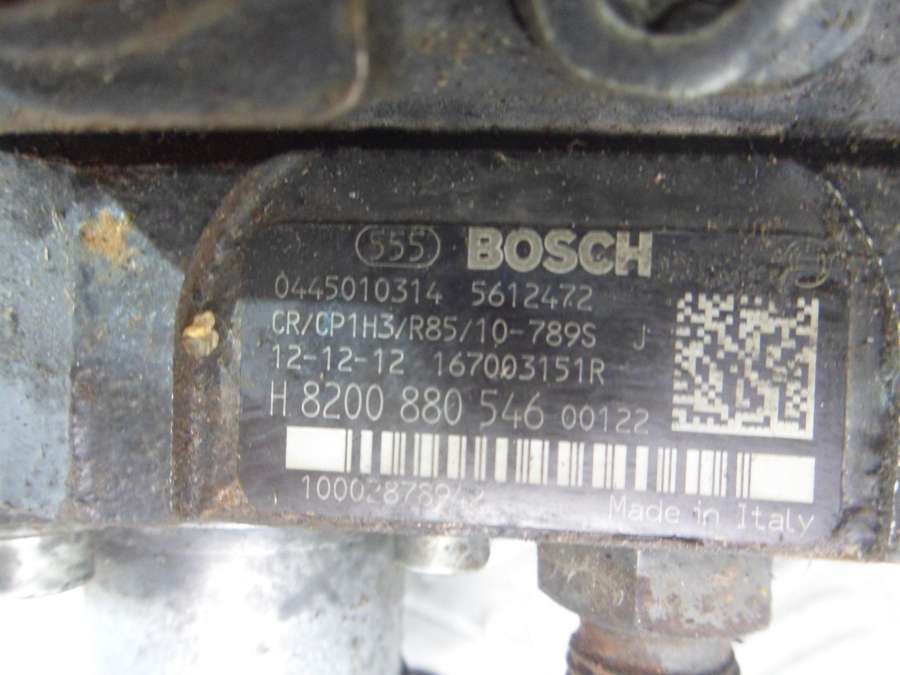 555 BOSCH
0445010314 5612472
CR/CP1H3/R85/10-789S J
12-12-12 167003151R
H 8200 880 546 00122
Made in Italy